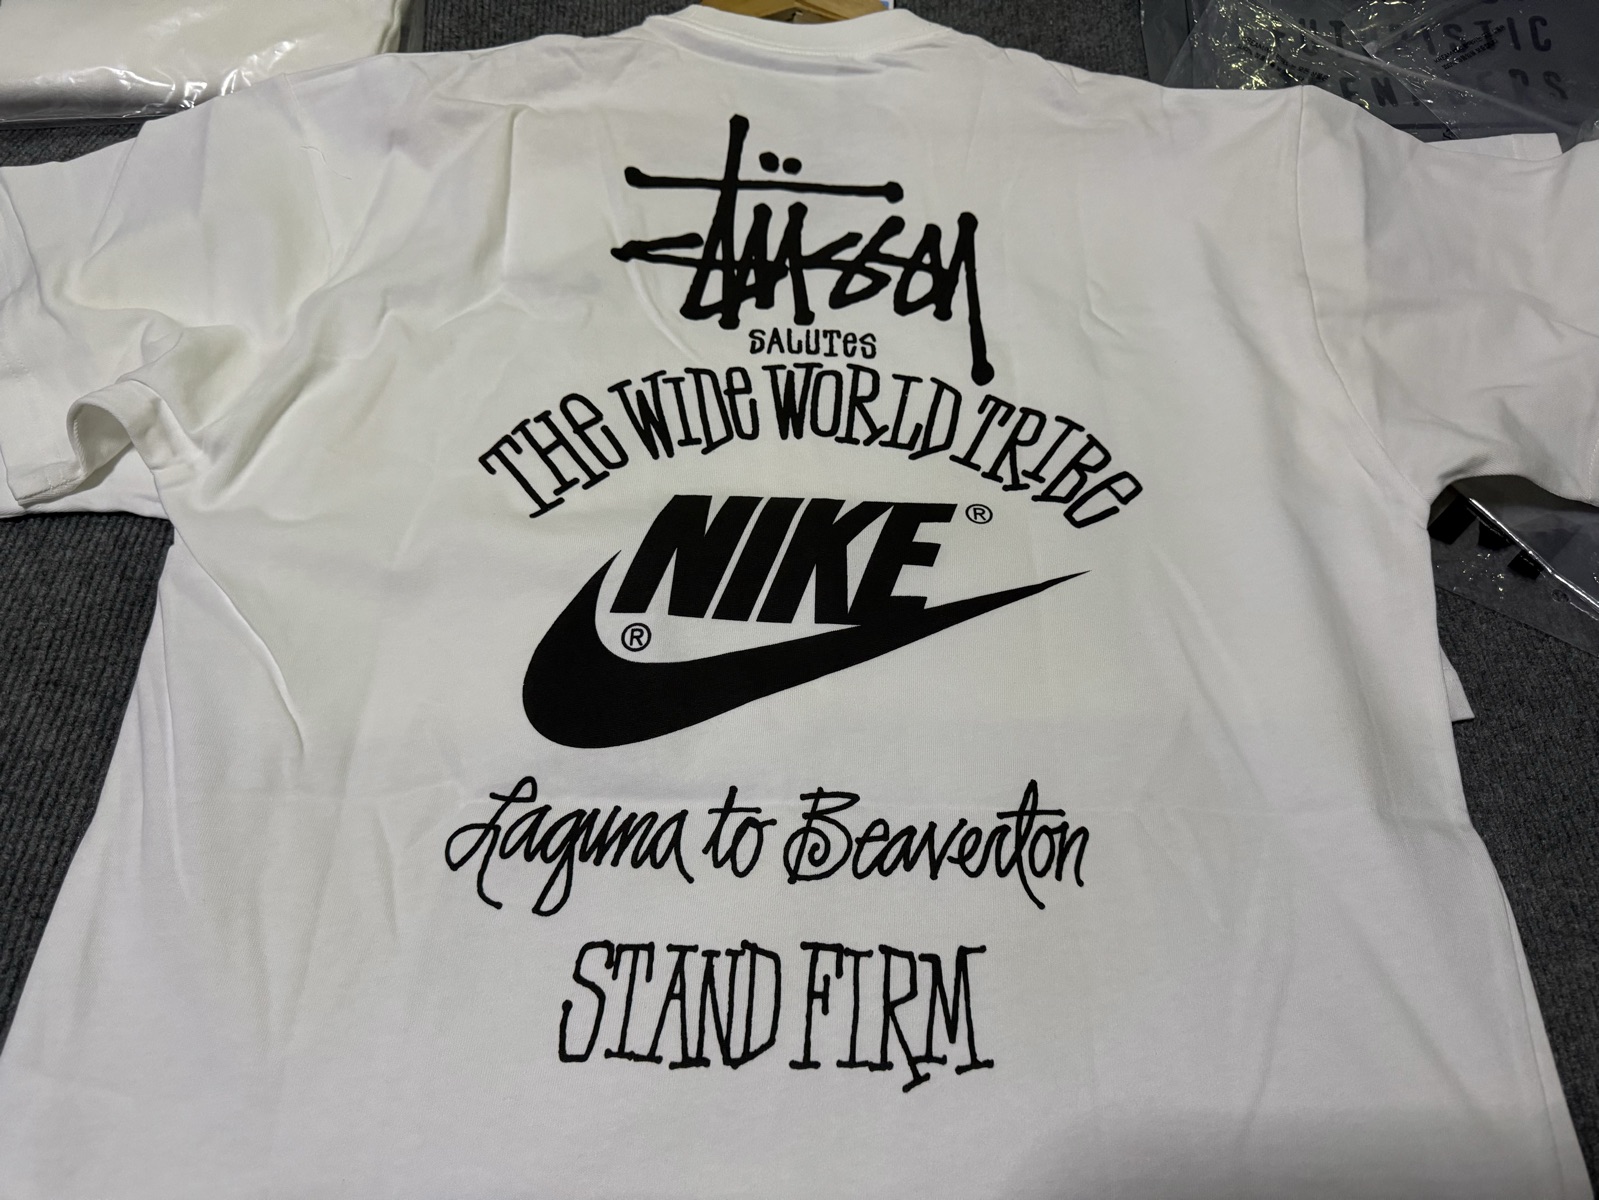 Stüssy
SALUTES
THE WIDE WORLD TRIBE
NIKE ®
®
Laguna to Beaverton
STAND FIRM